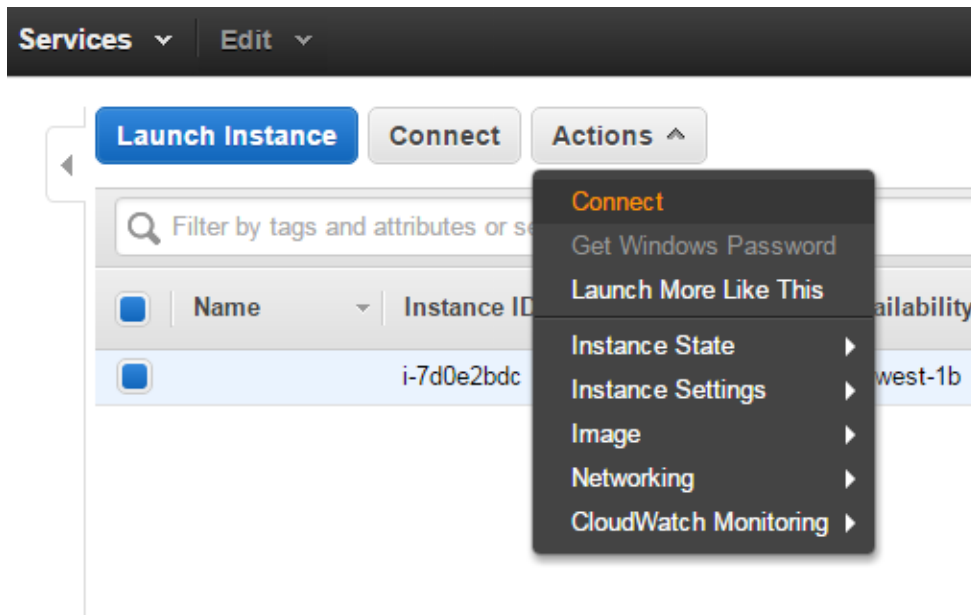 Services Edit
Launch Instance Connect Actions
Connect
Filter by tags and attributes or se
Get Windows Password
Launch More Like This
Name Instance ID ailability
Instance State
i-7d0e2bdc west-1b
Instance Settings
Image
Networking
CloudWatch Monitoring